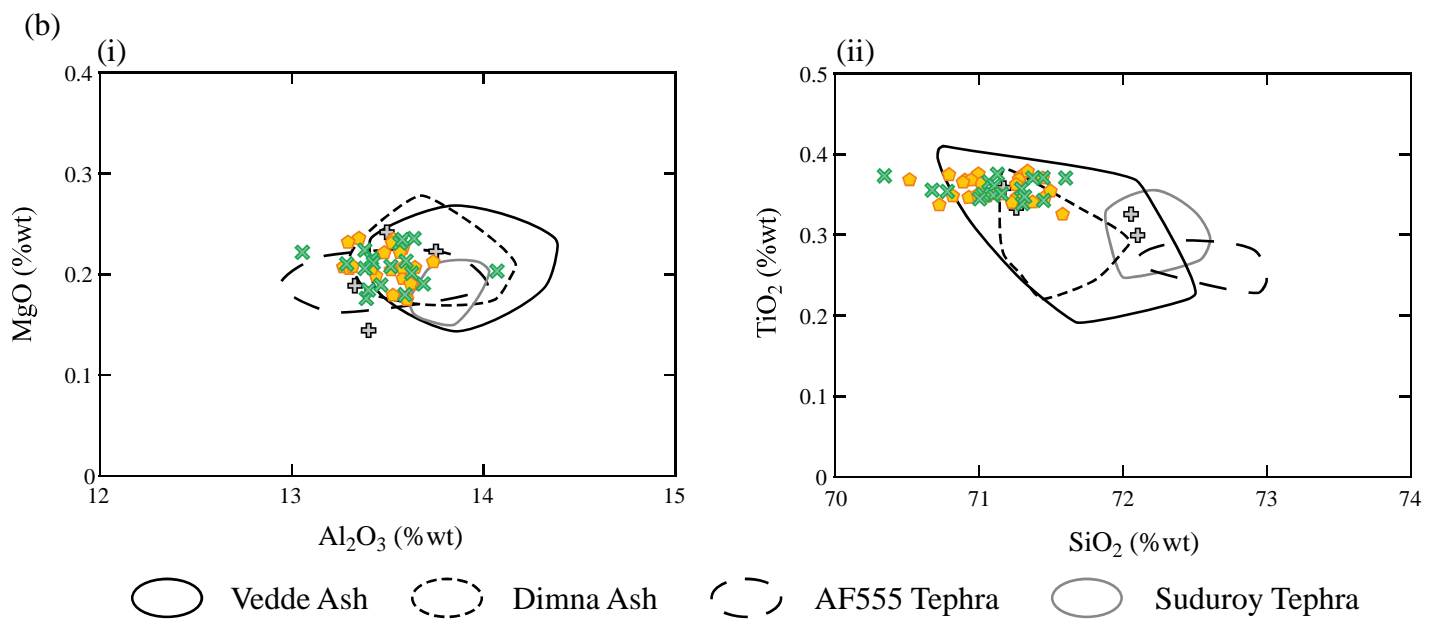 (b)
(i)
0.4
0.3
0.2
0.1
0
MgO (%wt)
12
13
14
15
Al₂O₃ (%wt)
(ii)
0.5
0.4
0.3
0.2
0.1
0
TiO₂ (%wt)
70
71
72
73
74
SiO₂ (%wt)
Vedde Ash
Dimna Ash
AF555 Tephra
Suduroy Tephra